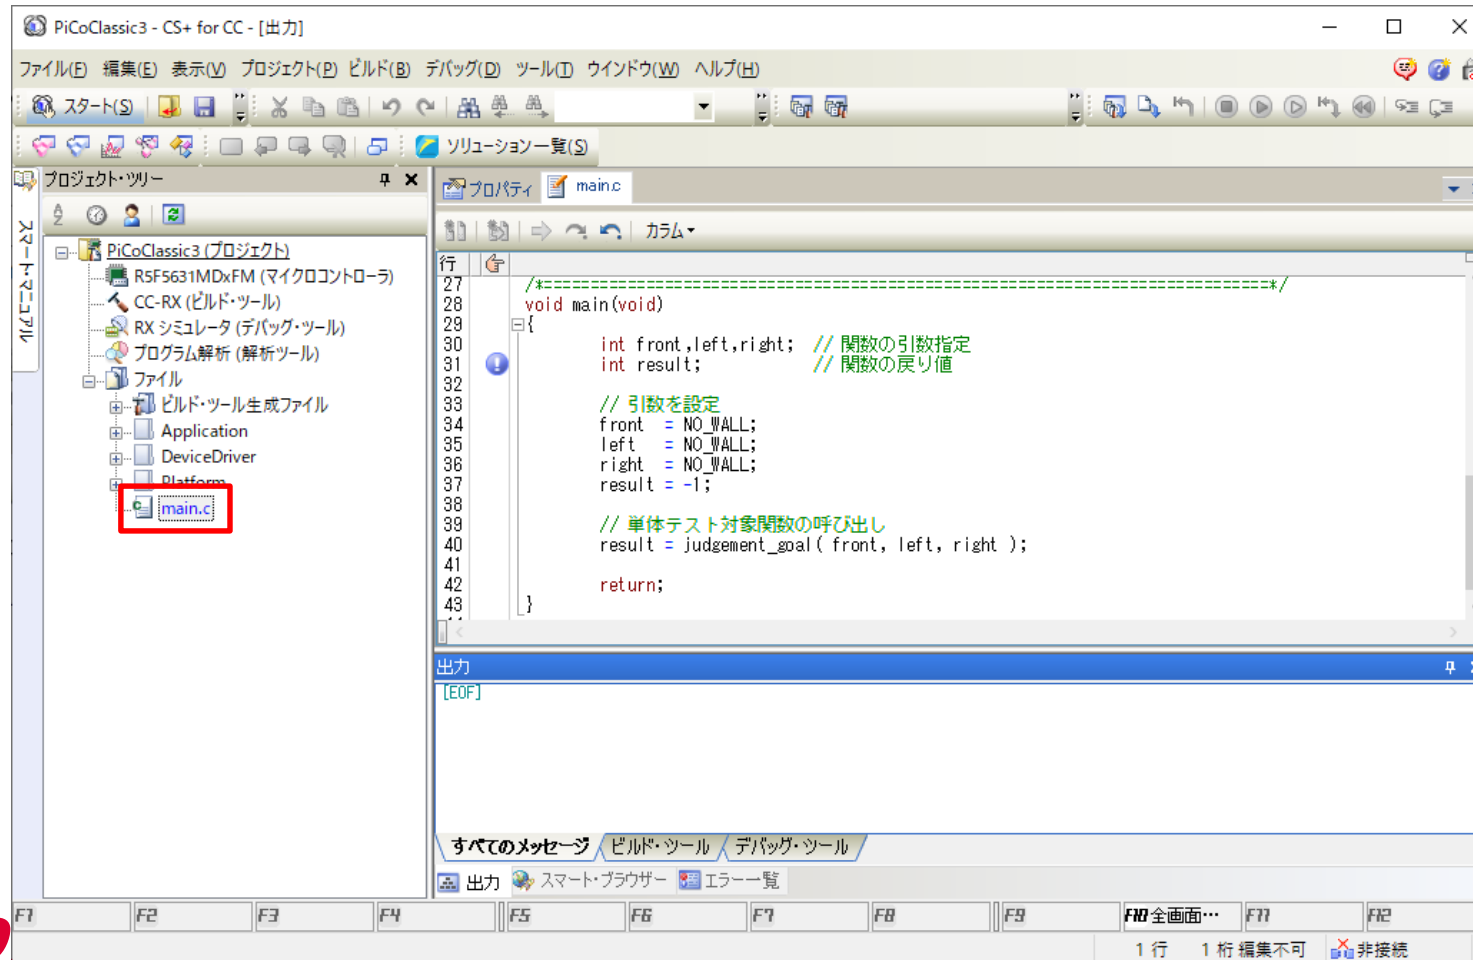 PiCoClassic3 - CS+ for CC - [出力]
ファイル(F) 編集(E) 表示(V) プロジェクト(P) ビルド(B) デバッグ(D) ツール(T) ウインドウ(W) ヘルプ(H)
スタート(S)
ソリューション一覧(S)
スマート・マニュアル
プロジェクト・ツリー
PiCoClassic3 (プロジェクト)
R5F5631MDxFM (マイクロコントローラ)
CC-RX (ビルド・ツール)
RX シミュレータ (デバッグ・ツール)
プログラム解析 (解析ツール)
ファイル
ビルド・ツール生成ファイル
Application
DeviceDriver
Platform
main.c
プロパティ main.c
カラム
行
27 /*=====================================================================*/
28 void main(void)
29 {
30 int front,left,right; // 関数の引数指定
31 int result; // 関数の戻り値
32
33 // 引数を設定
34 front = NO_WALL;
35 left = NO_WALL;
36 right = NO_WALL;
37 result = -1;
38
39 // 単体テスト対象関数の呼び出し
40 result = judgement_goal( front, left, right );
41
42 return;
43 }
出力
[EOF]
すべてのメッセージ ビルド・ツール デバッグ・ツール
出力 スマート・ブラウザー エラー一覧
F1 F2 F3 F4 F5 F6 F7 F8 F9 F10 全画面… F11 F12
1 行 1 桁 編集不可 非接続